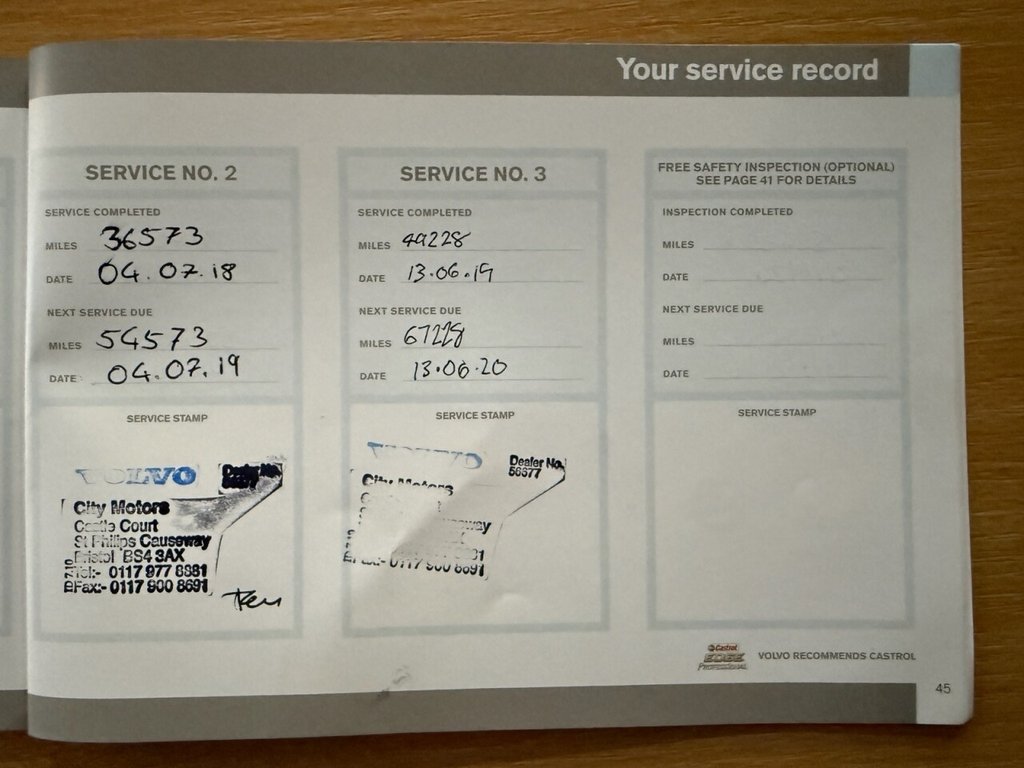 Your service record
SERVICE NO. 2
SERVICE COMPLETED
MILES 36573
DATE 04.07.18
NEXT SERVICE DUE
MILES 54573
DATE 04.07.19
SERVICE STAMP
VOLVO
Dealer No.
City Motors
Castle Court
St Philips Causeway
Bristol BS4 3AX
Tel:- 0117 977 8881
Fax:- 0117 900 8691
SERVICE NO. 3
SERVICE COMPLETED
MILES 49228
DATE 13.06.19
NEXT SERVICE DUE
MILES 67228
DATE 13.06.20
SERVICE STAMP
VOLVO
Dealer No.
56677
City Motors
FREE SAFETY INSPECTION (OPTIONAL)
SEE PAGE 41 FOR DETAILS
INSPECTION COMPLETED
MILES
DATE
NEXT SERVICE DUE
MILES
DATE
SERVICE STAMP
Castrol
EDGE
PROFESSIONAL
VOLVO RECOMMENDS CASTROL
45